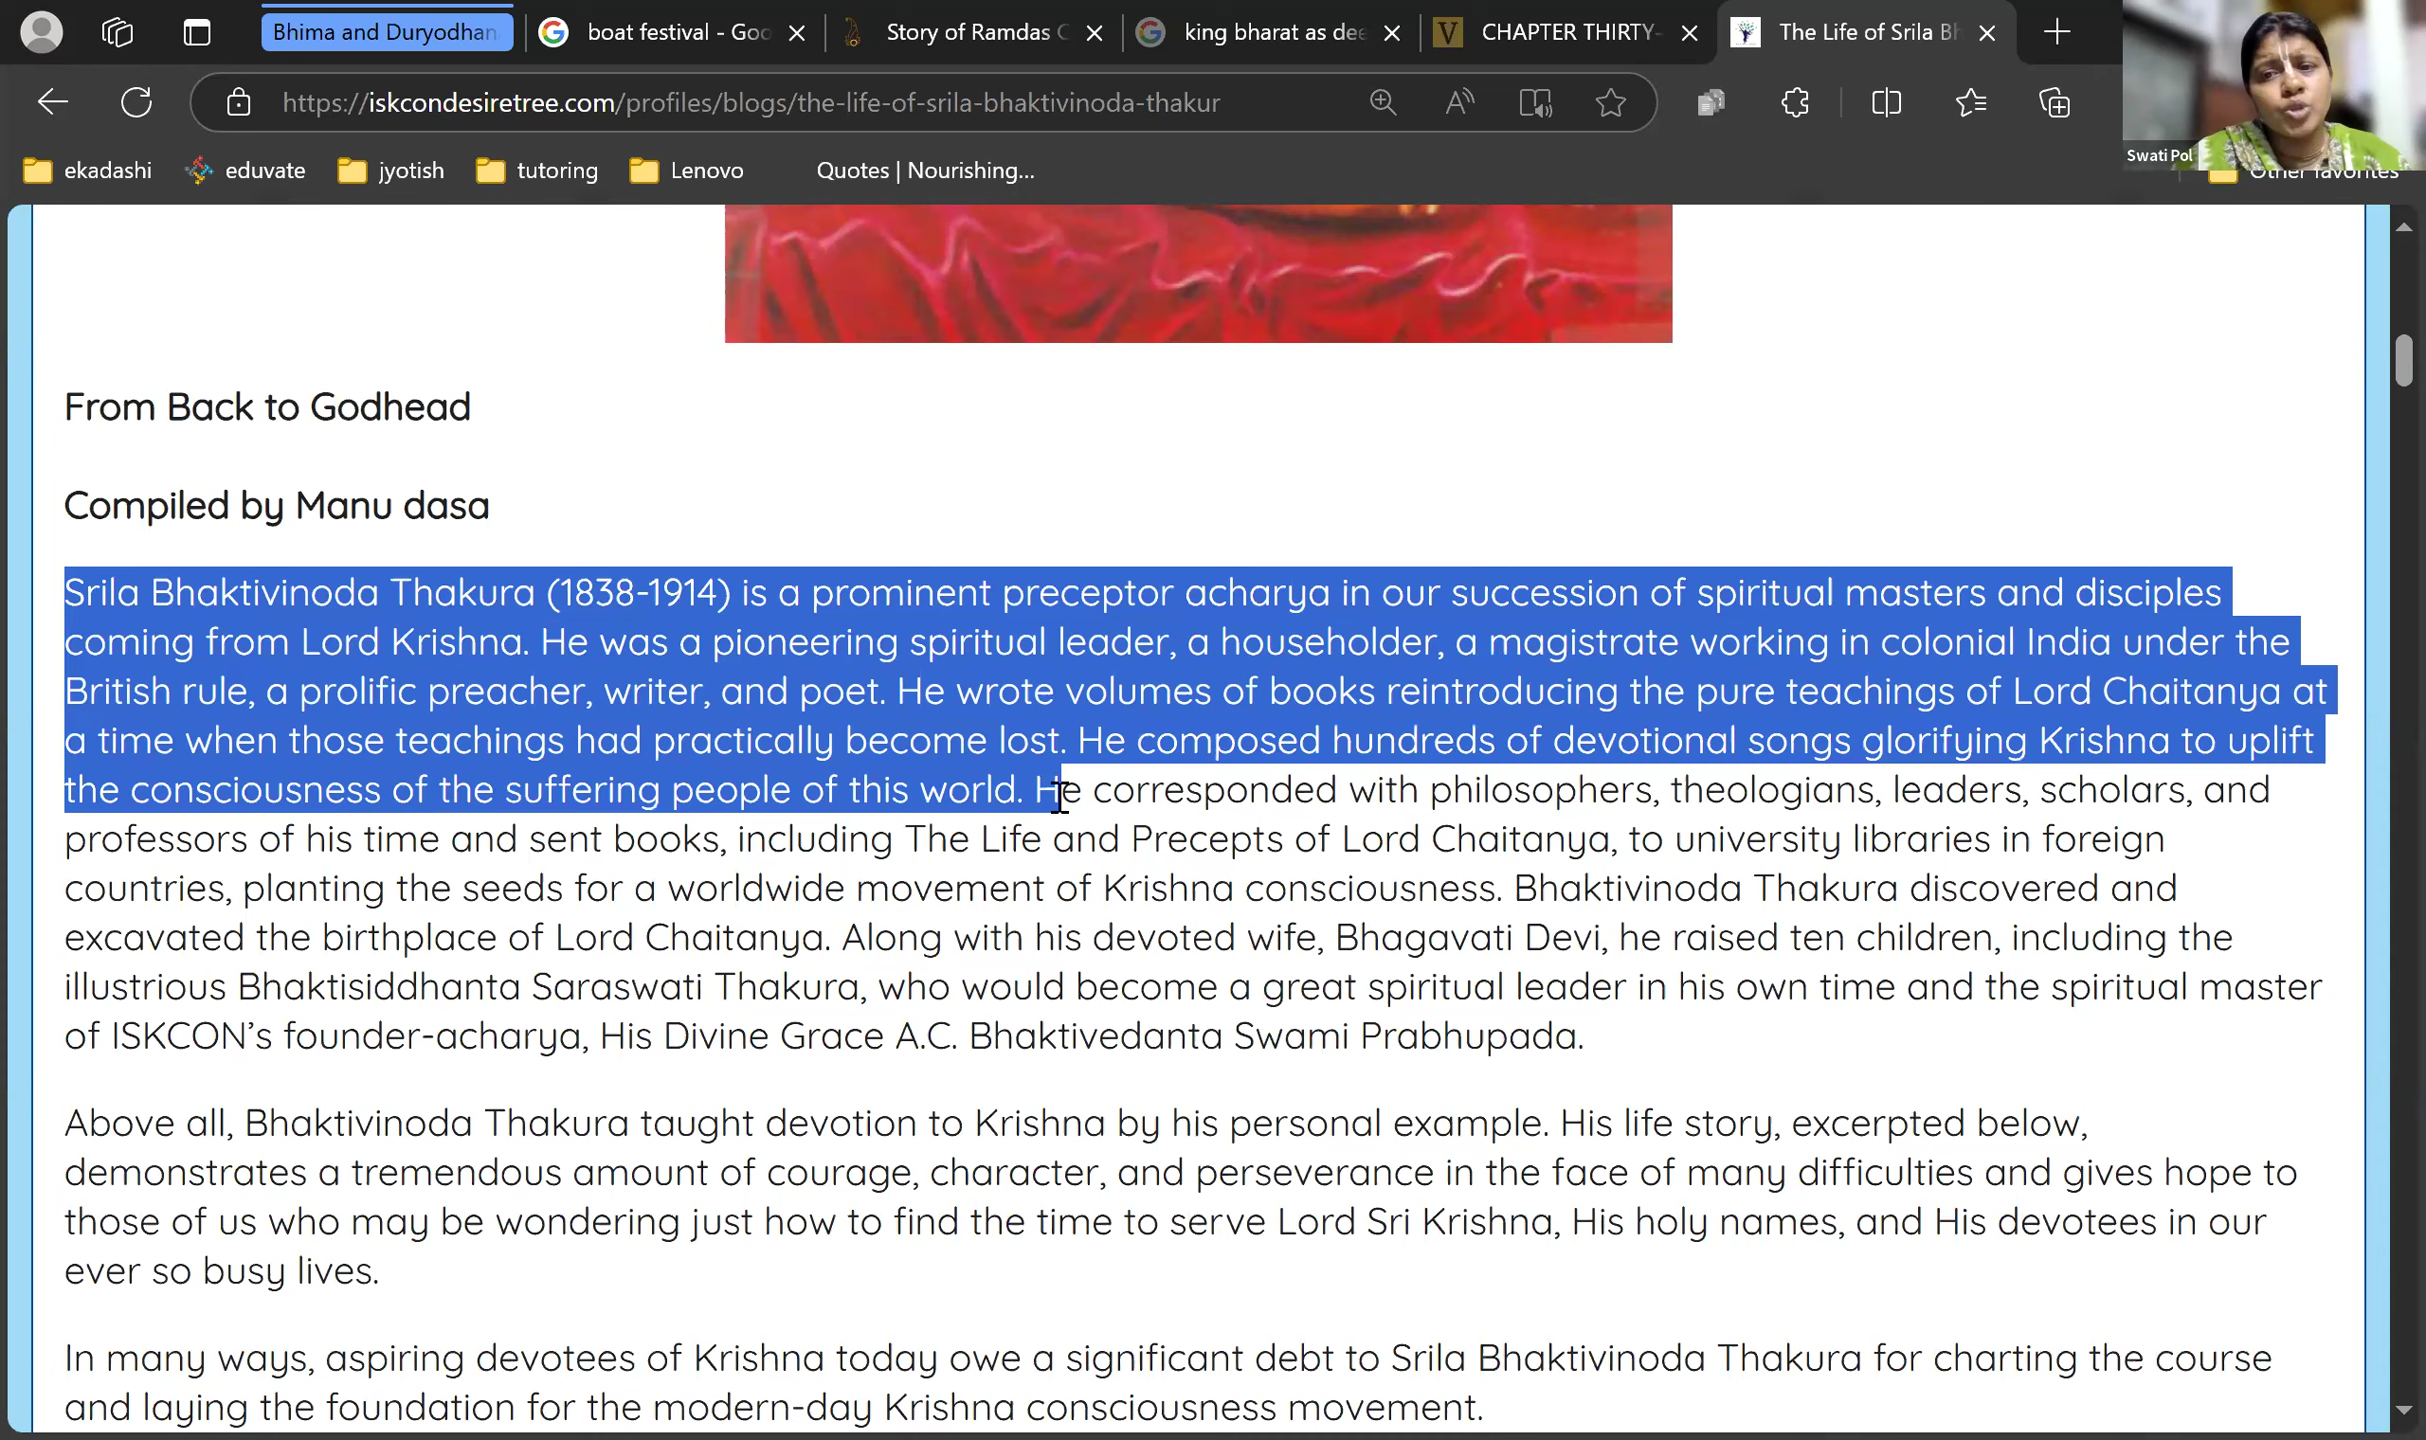 Bhima and Duryodhan
boat festival - Goo
Story of Ramdas
king bharat as dee
CHAPTER THIRTY-
The Life of Srila Bh
https://iskcondesiretree.com/profiles/blogs/the-life-of-srila-bhaktivinoda-thakur
Swati Pol
ekadashi
eduvate
jyotish
tutoring
Lenovo
Quotes | Nourishing...
Other favorites
From Back to Godhead
Compiled by Manu dasa
Srila Bhaktivinoda Thakura (1838-1914) is a prominent preceptor acharya in our succession of spiritual masters and disciples
coming from Lord Krishna. He was a pioneering spiritual leader, a householder, a magistrate working in colonial India under the
British rule, a prolific preacher, writer, and poet. He wrote volumes of books reintroducing the pure teachings of Lord Chaitanya at
a time when those teachings had practically become lost. He composed hundreds of devotional songs glorifying Krishna to uplift
the consciousness of the suffering people of this world. He corresponded with philosophers, theologians, leaders, scholars, and
professors of his time and sent books, including The Life and Precepts of Lord Chaitanya, to university libraries in foreign
countries, planting the seeds for a worldwide movement of Krishna consciousness. Bhaktivinoda Thakura discovered and
excavated the birthplace of Lord Chaitanya. Along with his devoted wife, Bhagavati Devi, he raised ten children, including the
illustrious Bhaktisiddhanta Saraswati Thakura, who would become a great spiritual leader in his own time and the spiritual master
of ISKCON’s founder-acharya, His Divine Grace A.C. Bhaktivedanta Swami Prabhupada.
Above all, Bhaktivinoda Thakura taught devotion to Krishna by his personal example. His life story, excerpted below,
demonstrates a tremendous amount of courage, character, and perseverance in the face of many difficulties and gives hope to
those of us who may be wondering just how to find the time to serve Lord Sri Krishna, His holy names, and His devotees in our
ever so busy lives.
In many ways, aspiring devotees of Krishna today owe a significant debt to Srila Bhaktivinoda Thakura for charting the course
and laying the foundation for the modern-day Krishna consciousness movement.